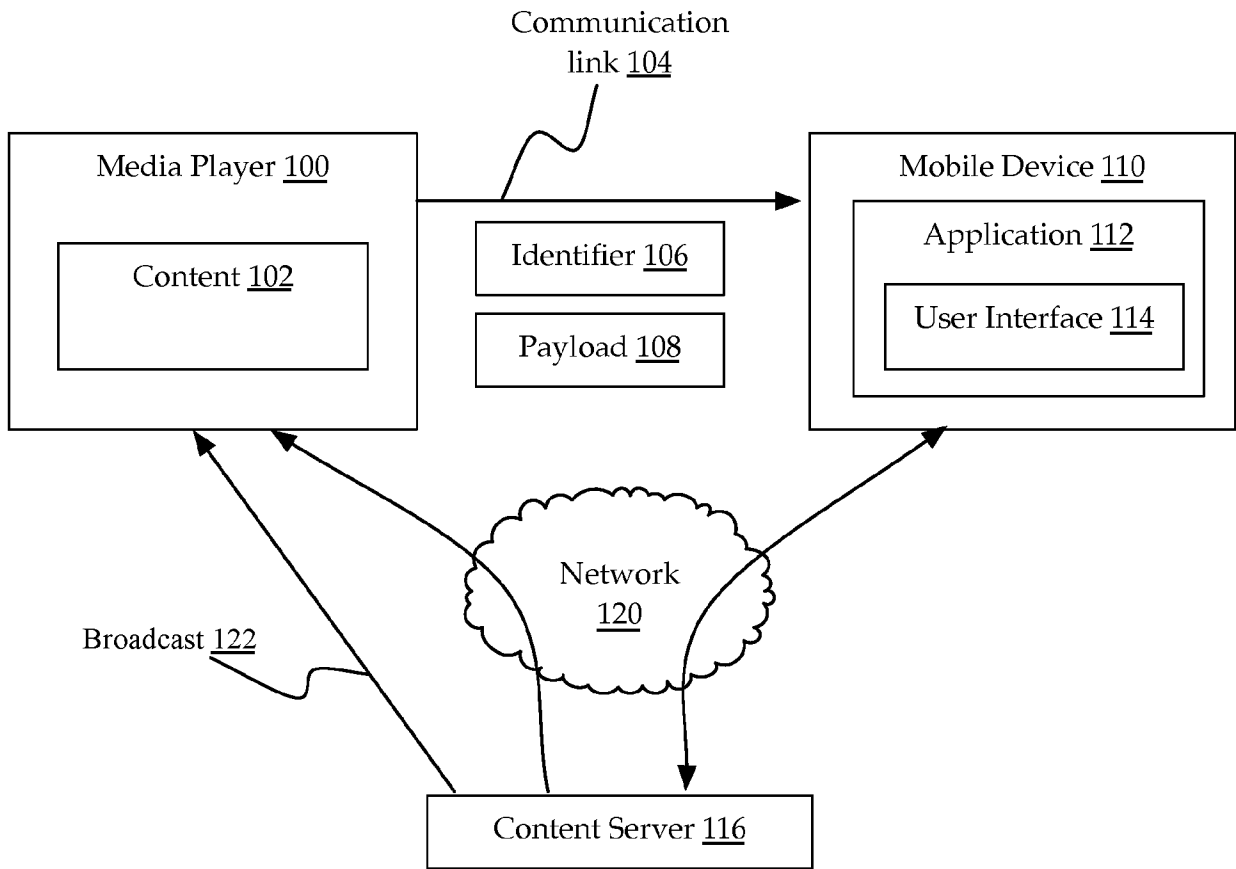 Communication
link 104
Media Player 100
Mobile Device 110
Application 112
Identifier 106
Content 102
User Interface 114
Payload 108
Network
120
Broadcast 122
Content Server 116